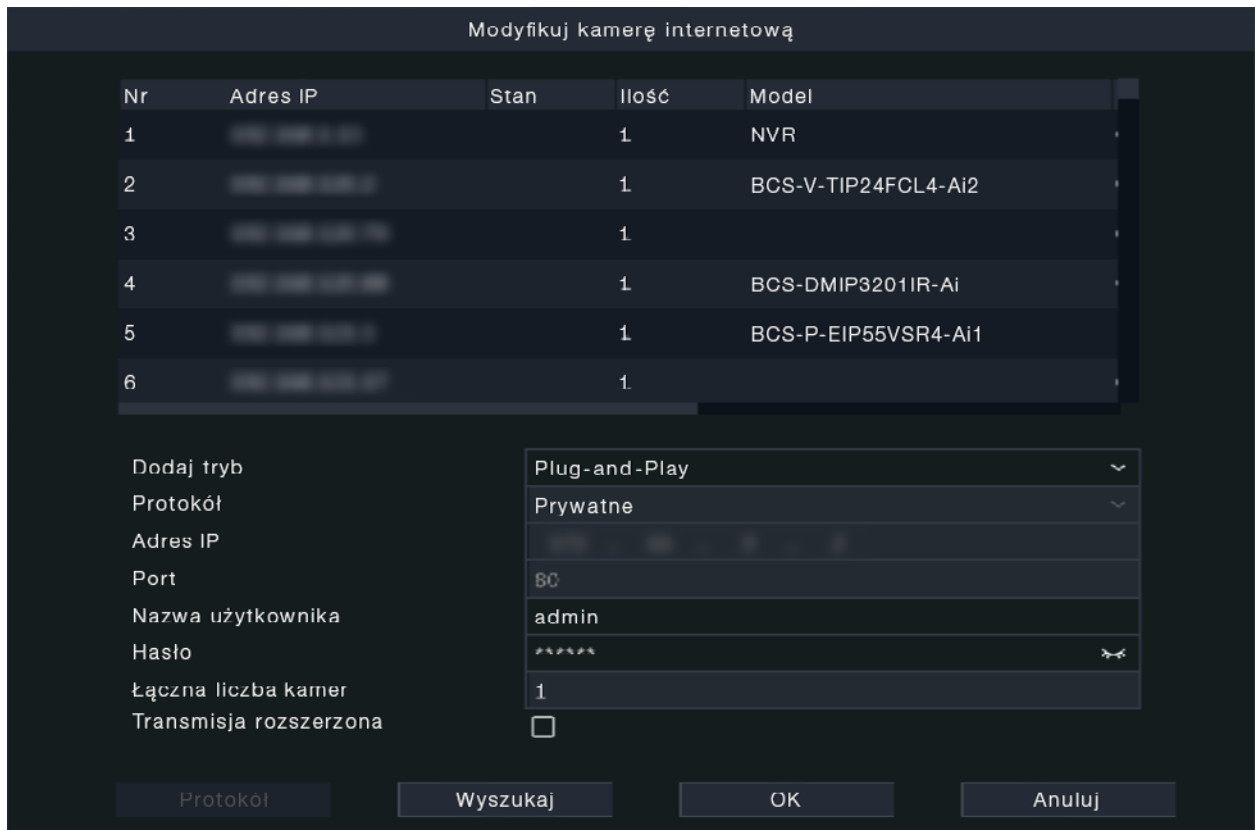 Modyfikuj kamerę internetową
Nr Adres IP Stan Ilość Model
1 1 NVR
2 1 BCS-V-TIP24FCL4-Ai2
3 1
4 1 BCS-DMIP3201IR-Ai
5 1 BCS-P-EIP55VSR4-Ai1
6 1
Dodaj tryb Plug-and-Play
Protokół Prywatne
Adres IP
Port 80
Nazwa użytkownika admin
Hasło ******
Łączna liczba kamer 1
Transmisja rozszerzona
Protokół Wyszukaj OK Anuluj